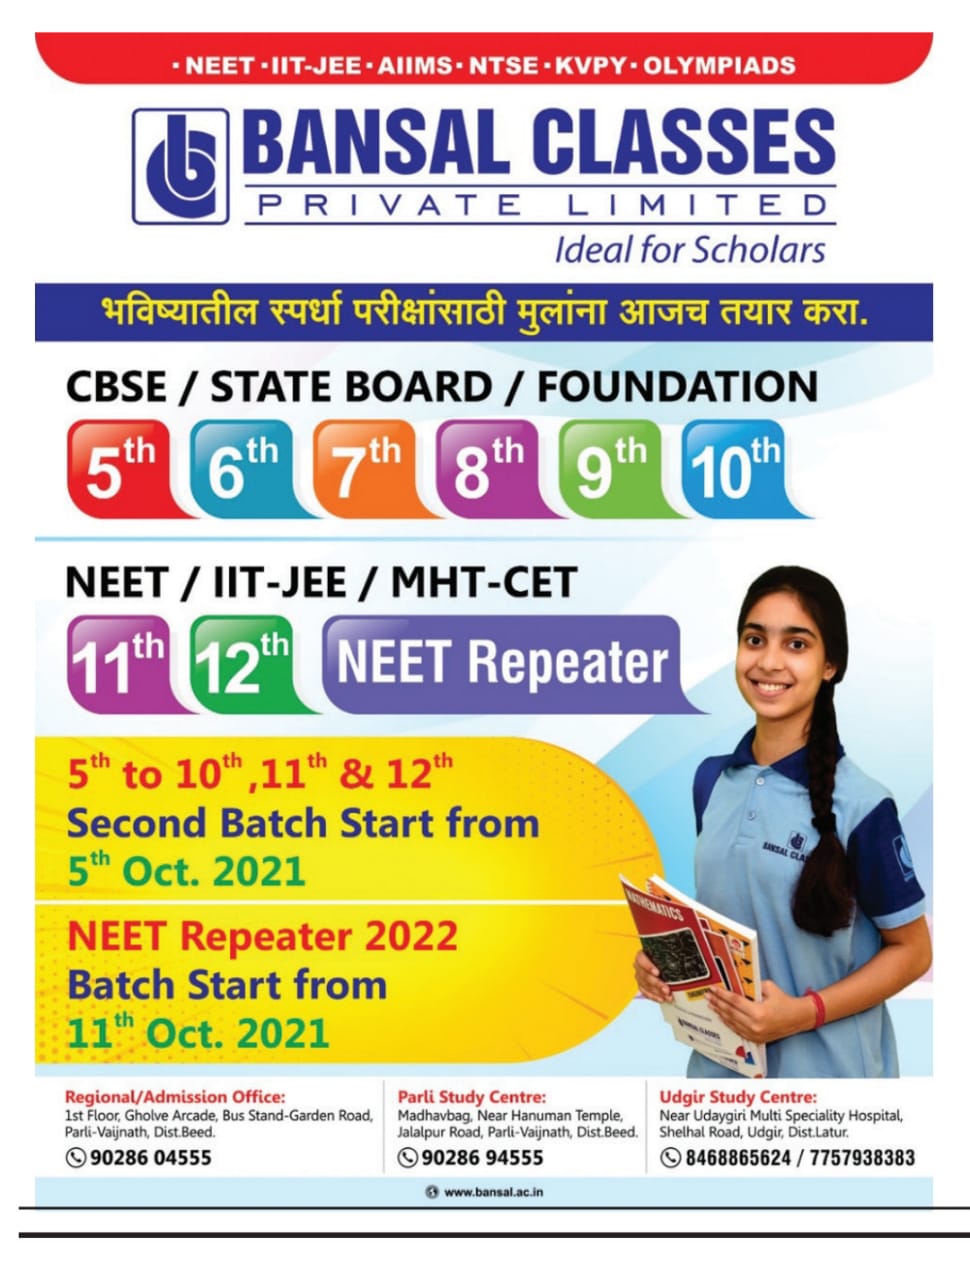 · NEET · IIT-JEE · AIIMS · NTSE · KVPY · OLYMPIADS
BANSAL CLASSES
PRIVATE LIMITED
Ideal for Scholars
भविष्यातील स्पर्धा परीक्षांसाठी मुलांना आजच तयार करा.
CBSE / STATE BOARD / FOUNDATION
5th 6th 7th 8th 9th 10th
NEET / IIT-JEE / MHT-CET
11th 12th NEET Repeater
5th to 10th ,11th & 12th
Second Batch Start from
5th Oct. 2021
NEET Repeater 2022
Batch Start from
11th Oct. 2021
BANSAL CLA
MATHEMATICS
BANSAL CLASSES
Regional/Admission Office:
1st Floor, Gholve Arcade, Bus Stand-Garden Road,
Parli-Vaijnath, Dist.Beed.
90286 04555
Parli Study Centre:
Madhavbag, Near Hanuman Temple,
Jalalpur Road, Parli-Vaijnath, Dist.Beed.
90286 94555
Udgir Study Centre:
Near Udaygiri Multi Speciality Hospital,
Shelhal Road, Udgir, Dist.Latur.
8468865624 / 7757938383
www.bansal.ac.in